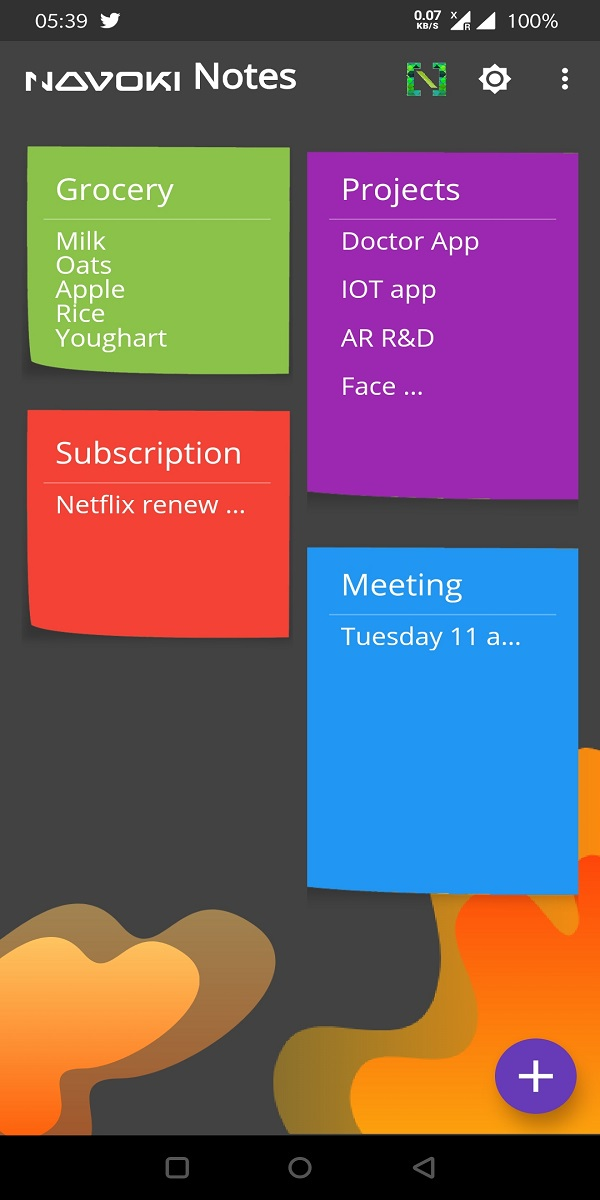 05:39
0.07
KB/S
X
R
100%
NAVOKI Notes
Grocery
Milk
Oats
Apple
Rice
Youghart
Projects
Doctor App
IOT app
AR R&D
Face ...
Subscription
Netflix renew ...
Meeting
Tuesday 11 a...